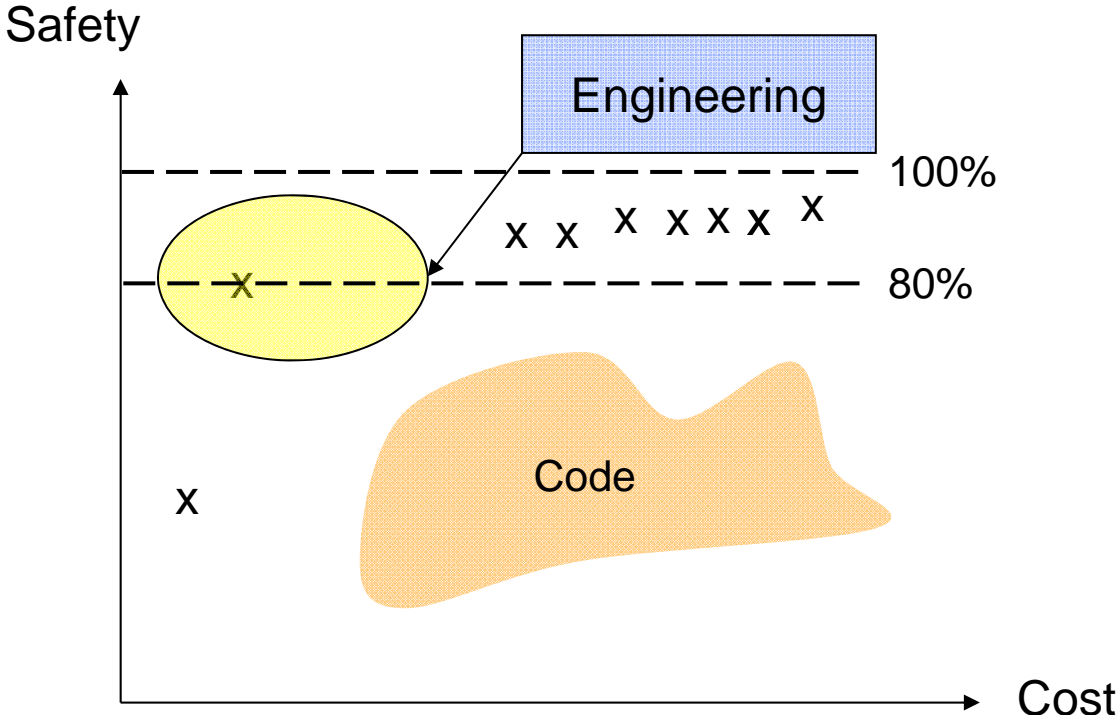 Safety
Engineering
100%
x x x x x x x
x
80%
Code
x
Cost